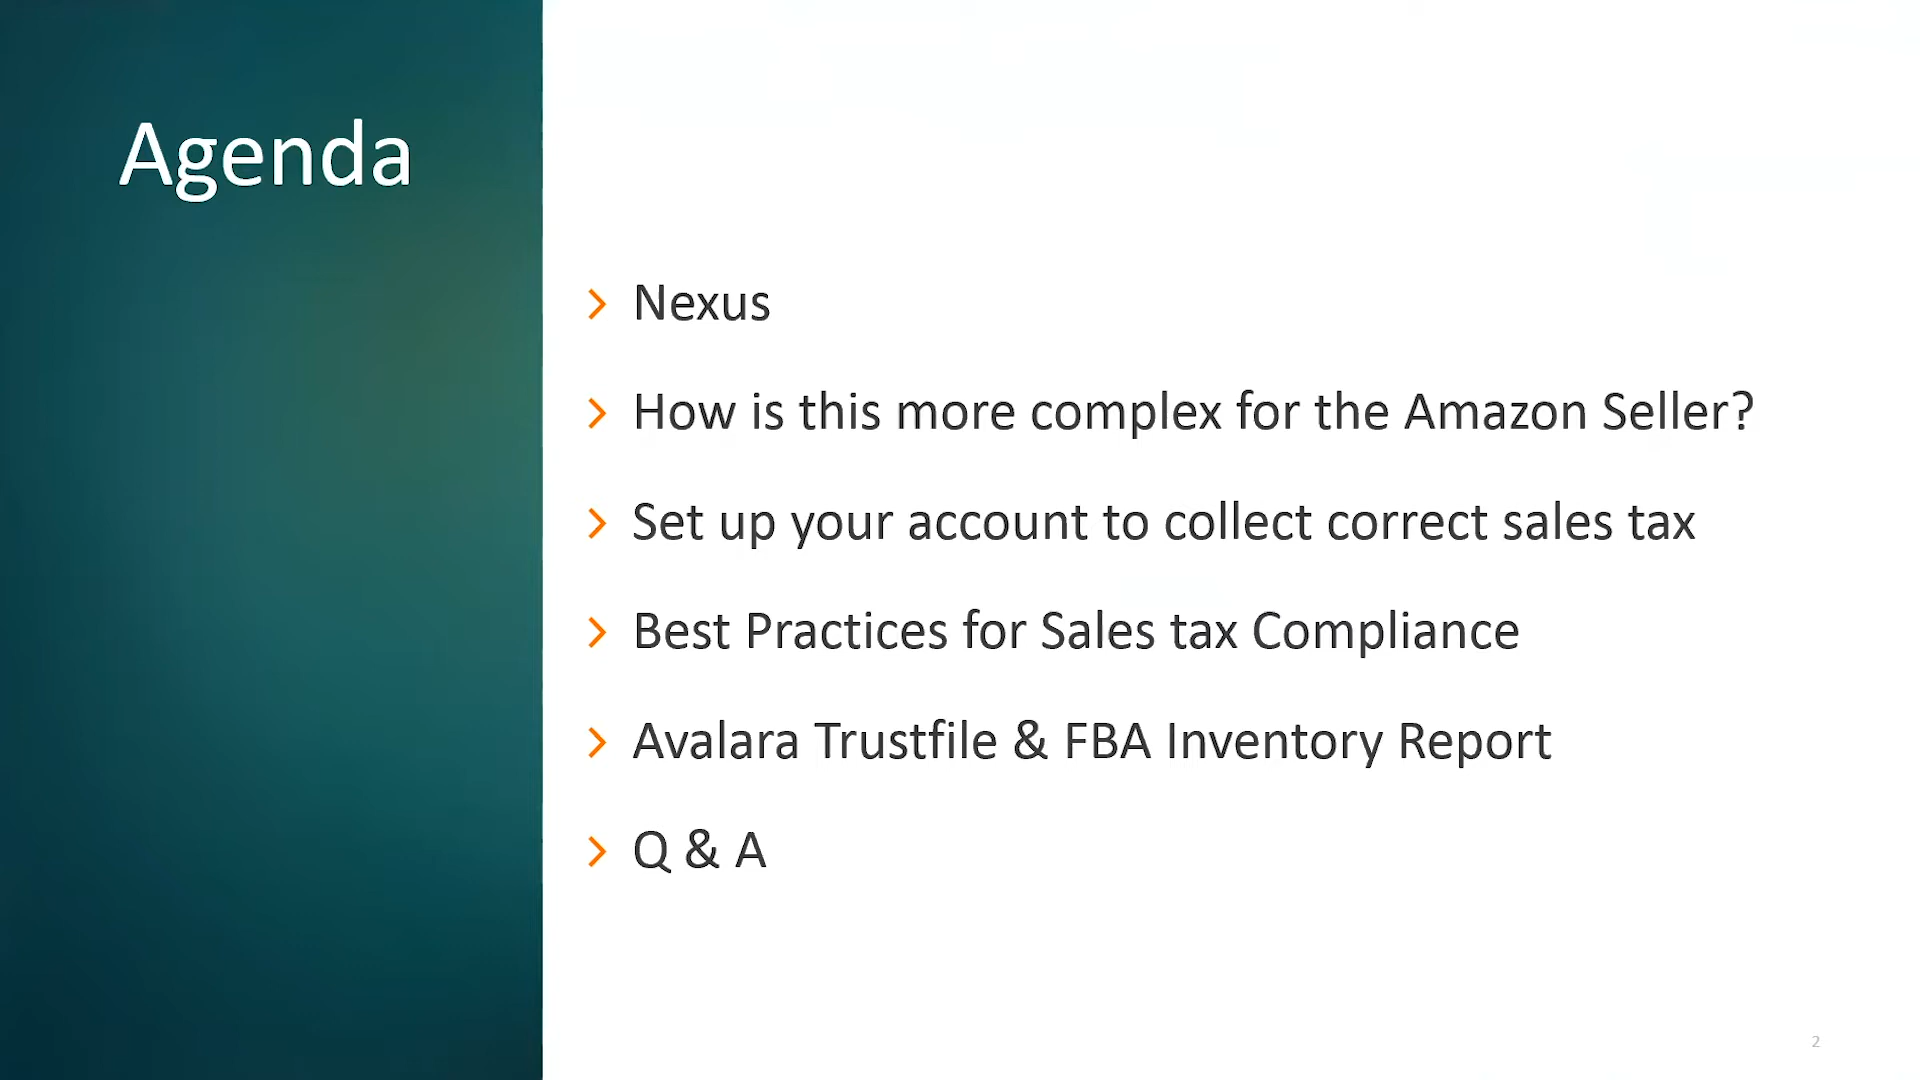 Agenda
Nexus
How is this more complex for the Amazon Seller?
Set up your account to collect correct sales tax
Best Practices for Sales tax Compliance
Avalara Trustfile & FBA Inventory Report
Q & A
2